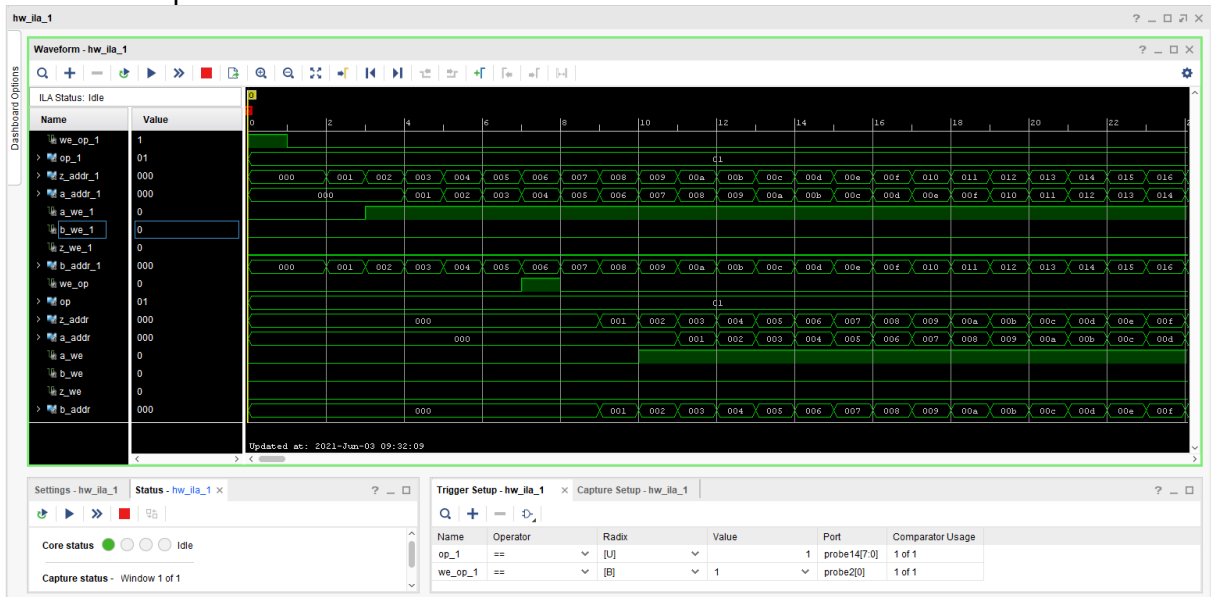 hw_ila_1
Dashboard Options
Waveform - hw_ila_1
ILA Status: Idle
Name Value
0
0 2 4 6 8 10 12 14 16 18 20 22 2
we_op_1 1
op_1 01 01
z_addr_1 000 000 001 002 003 004 005 006 007 008 009 00a 00b 00c 00d 00e 00f 010 011 012 013 014 015 016
a_addr_1 000 000 001 002 003 004 005 006 007 008 009 00a 00b 00c 00d 00e 00f 010 011 012 013 014
a_we_1 0
b_we_1 0
z_we_1 0
b_addr_1 000 000 001 002 003 004 005 006 007 008 009 00a 00b 00c 00d 00e 00f 010 011 012 013 014 015 016
we_op 0
op 01 01
z_addr 000 000 001 002 003 004 005 006 007 008 009 00a 00b 00c 00d 00e 00f
a_addr 000 000 001 002 003 004 005 006 007 008 009 00a 00b 00c 00d
a_we 0
b_we 0
z_we 0
b_addr 000 000 001 002 003 004 005 006 007 008 009 00a 00b 00c 00d 00e 00f
Updated at: 2021-Jun-03 09:32:09
Settings - hw_ila_1 Status - hw_ila_1
Core status Idle
Capture status - Window 1 of 1
Trigger Setup - hw_ila_1 Capture Setup - hw_ila_1
Name Operator Radix Value Port Comparator Usage
op_1 == [U] 1 probe14[7:0] 1 of 1
we_op_1 == [B] 1 probe2[0] 1 of 1